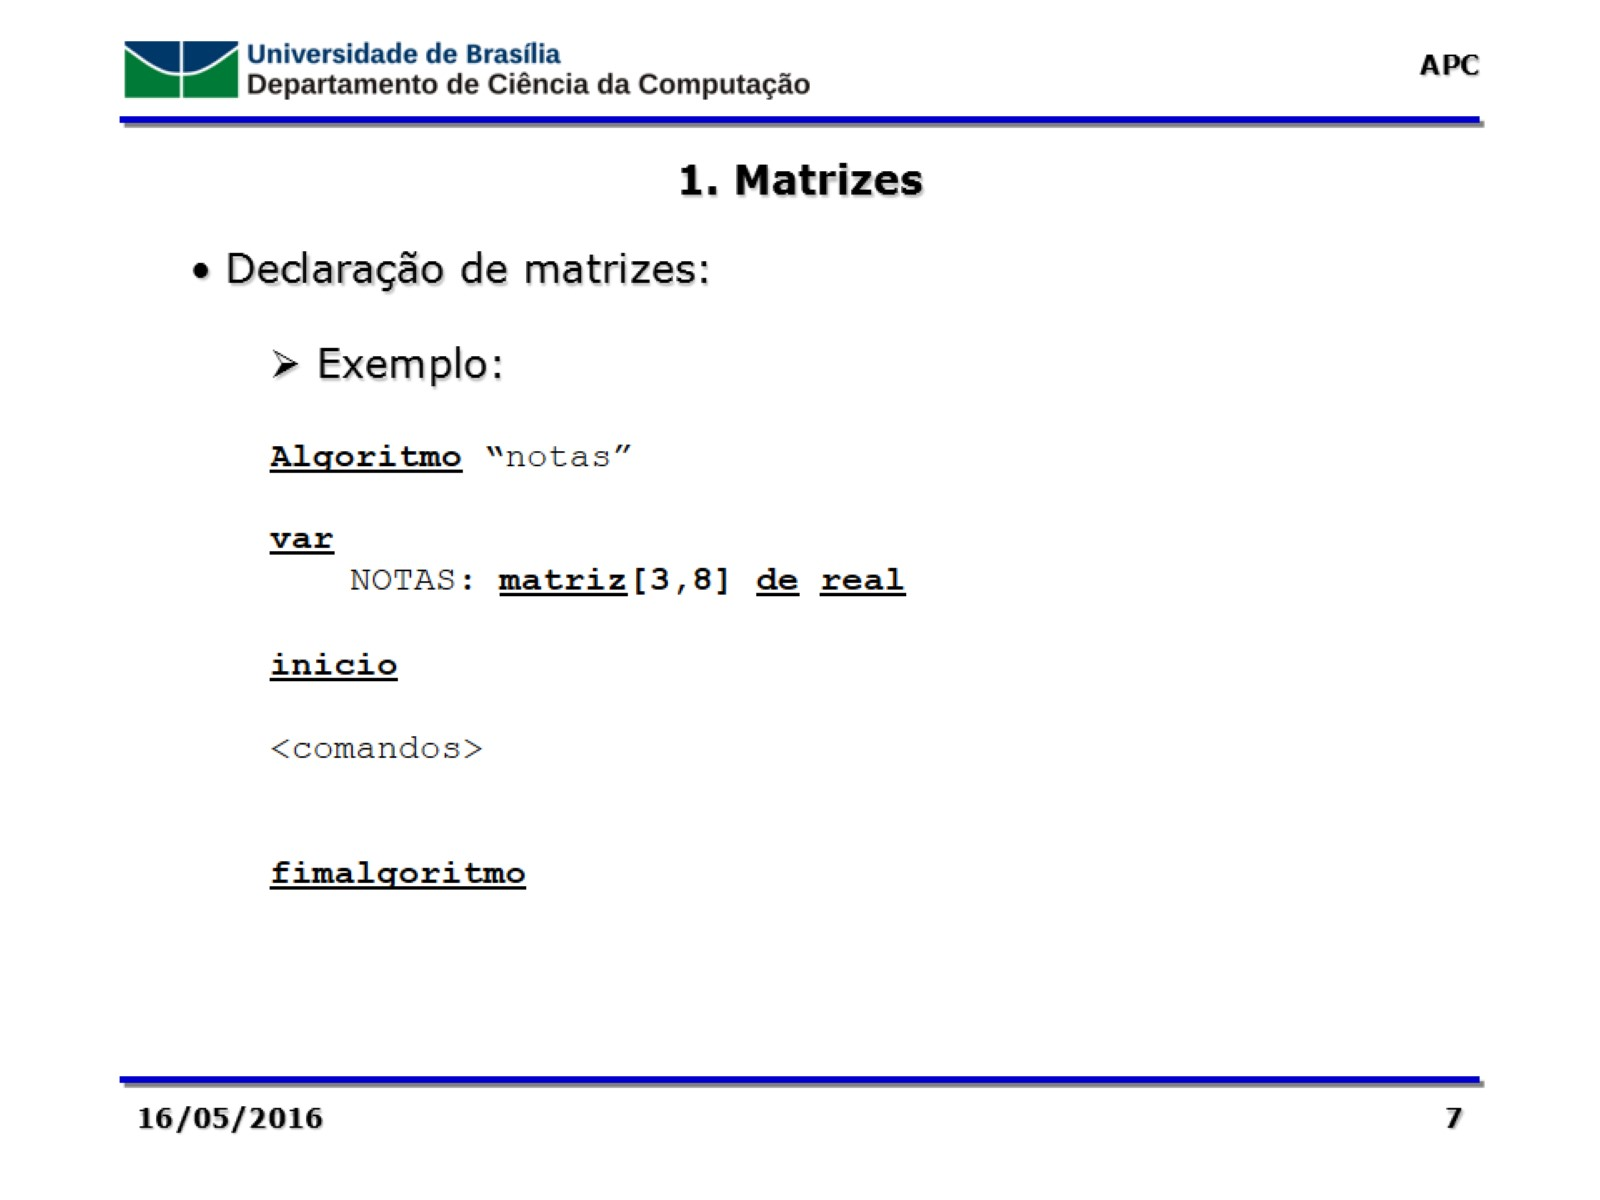 Universidade de Brasília
Departamento de Ciência da Computação
APC
1. Matrizes
• Declaração de matrizes:
➢ Exemplo:
Algoritmo “notas”
var
NOTAS: matriz[3,8] de real
inicio
<comandos>
fimalgoritmo
16/05/2016
7